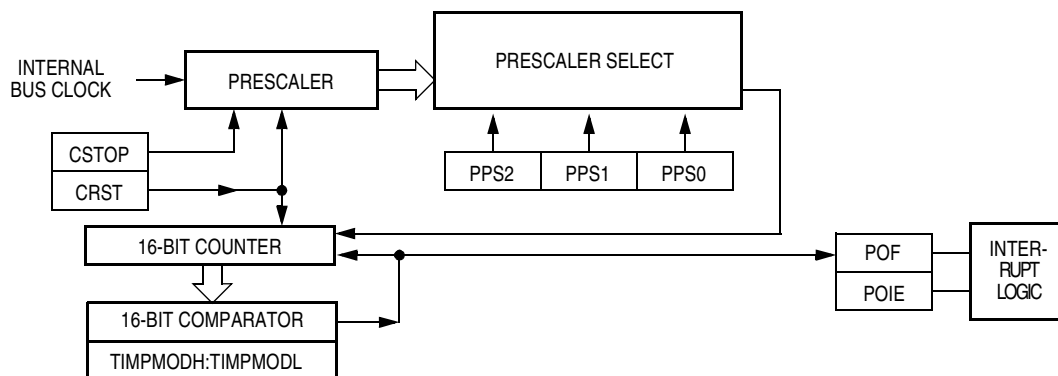 INTERNAL
BUS CLOCK
PRESCALER
PRESCALER SELECT
CSTOP
CRST
PPS2
PPS1
PPS0
16-BIT COUNTER
POF
POIE
INTER-
RUPT
LOGIC
16-BIT COMPARATOR
TIMPMODH:TIMPMODL